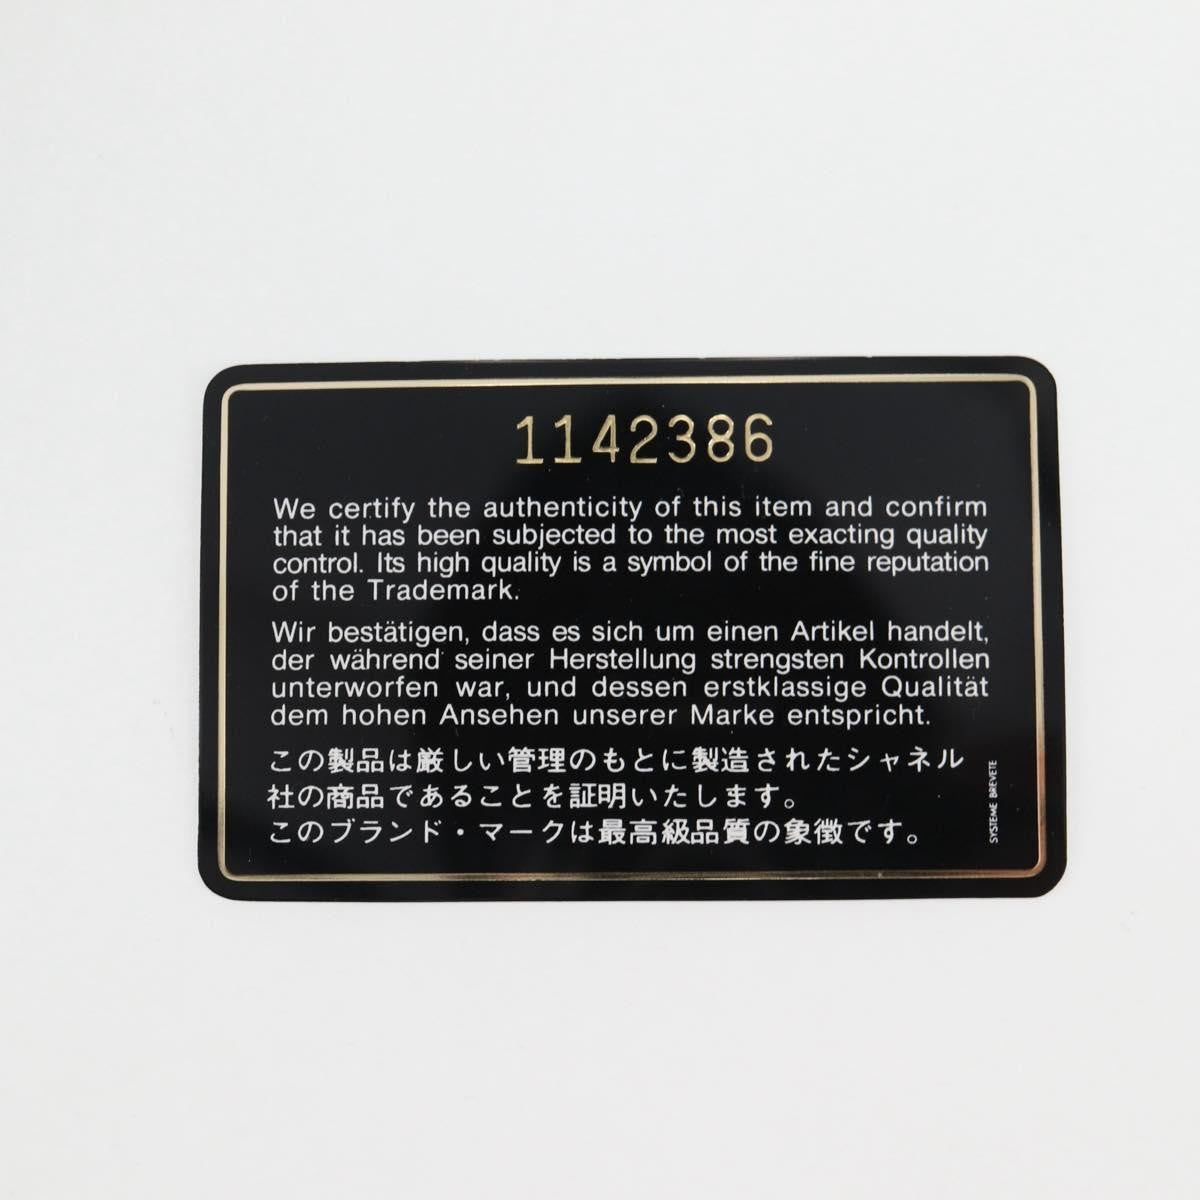 1142386
We certify the authenticity of this item and confirm
that it has been subjected to the most exacting quality
control. Its high quality is a symbol of the fine reputation
of the Trademark.
Wir bestätigen, dass es sich um einen Artikel handelt,
der während seiner Herstellung strengsten Kontrollen
unterworfen war, und dessen erstklassige Qualität
dem hohen Ansehen unserer Marke entspricht.
この製品は厳しい管理のもとに製造されたシャネル
社の商品であることを証明いたします。
このブランド・マークは最高級品質の象徴です。
SYSTEME BREVETE